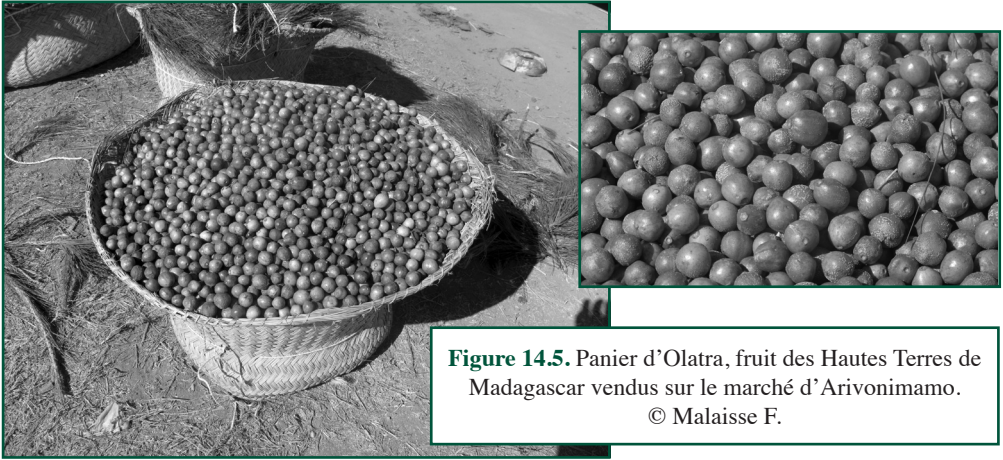 Figure 14.5. Panier d’Olatra, fruit des Hautes Terres de
Madagascar vendus sur le marché d’Arivonimamo.
© Malaisse F.